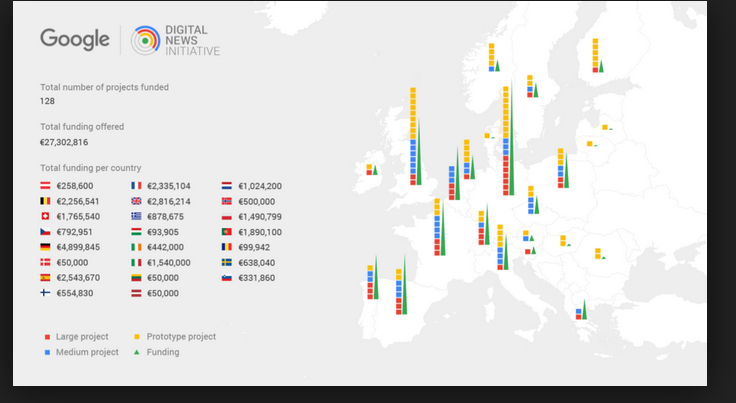 Google
DIGITAL
NEWS
INITIATIVE
Total number of projects funded
128
Total funding offered
€27,302,816
Total funding per country
€258,600 €2,335,104 €1,024,200
€2,256,541 €2,816,214 €500,000
€1,765,540 €878,675 €1,490,799
€792,951 €93,905 €1,890,100
€4,899,845 €442,000 €99,942
€50,000 €1,540,000 €638,040
€2,543,670 €50,000 €331,860
€554,830 €50,000
Large project Prototype project
Medium project Funding